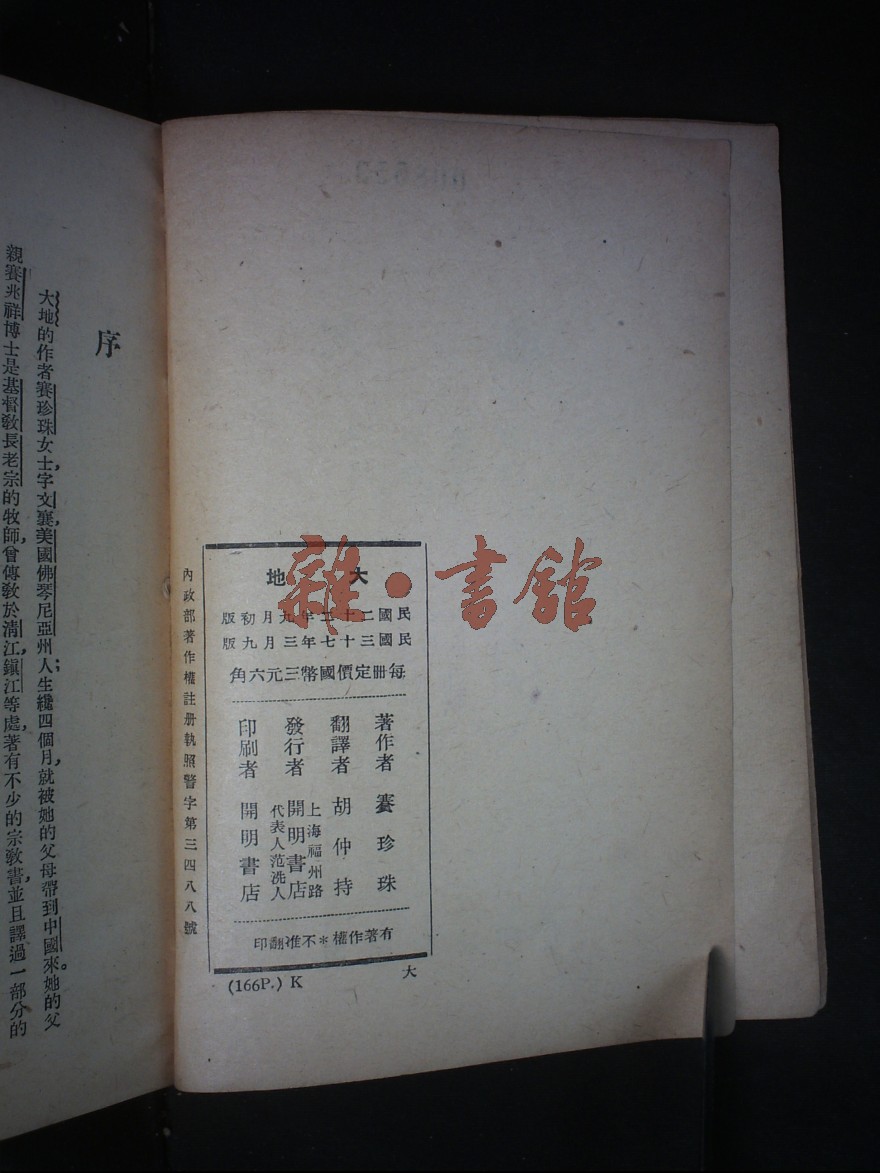 大地
民國二十二年九月初版
民國三十七年三月九版
每冊定價國幣三元六角
著作者 賽珍珠
翻譯者 胡仲持
發行者 上海福州路
開明書店
代表人范洗人
印刷者 開明書店
有著作權＊不准翻印
內政部著作權註册執照警字第三四八八號
大
(166P.) K
雜·書館
序
大地的作者賽珍珠女士，字文襄，美國佛琴尼亞州人；生纔四個月，就被她的父母帶到中國來。她的父
親賽兆祥博士是基督教長老宗的牧師，曾傳教於清江，鎮江等處，著有不少的宗教書，並且譯過一部分的